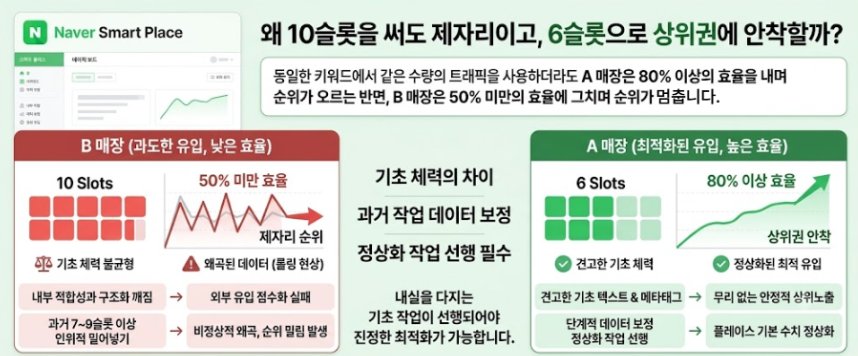 N Naver Smart Place
왜 10슬롯을 써도 제자리이고, 6슬롯으로 상위권에 안착할까?
동일한 키워드에서 같은 수량의 트래픽을 사용하더라도 A 매장은 80% 이상의 효율을 내며
순위가 오르는 반면, B 매장은 50% 미만의 효율에 그치며 순위가 멈춥니다.
B 매장 (과도한 유입, 낮은 효율)
10 Slots
50% 미만 효율
제자리 순위
기초 체력 불균형
왜곡된 데이터 (롤링 현상)
내부 적합성과 구조화 깨짐
→ 외부 유입 점수화 실패
과거 7~9슬롯 이상
인위적 밀어넣기
→ 비정상적 왜곡, 순위 밀림 발생
기초 체력의 차이
과거 작업 데이터 보정
정상화 작업 선행 필수
내실을 다지는
기초 작업이 선행되어야
진정한 최적화가 가능합니다.
A 매장 (최적화된 유입, 높은 효율)
6 Slots
80% 이상 효율
상위권 안착
견고한 기초 체력
정상화된 최적 유입
견고한 기초 텍스트 & 메타태그
→ 무리 없는 안정적 상위노출
단계적 데이터 보정
정상화 작업 선행
→ 플레이스 기본 수치 정상화